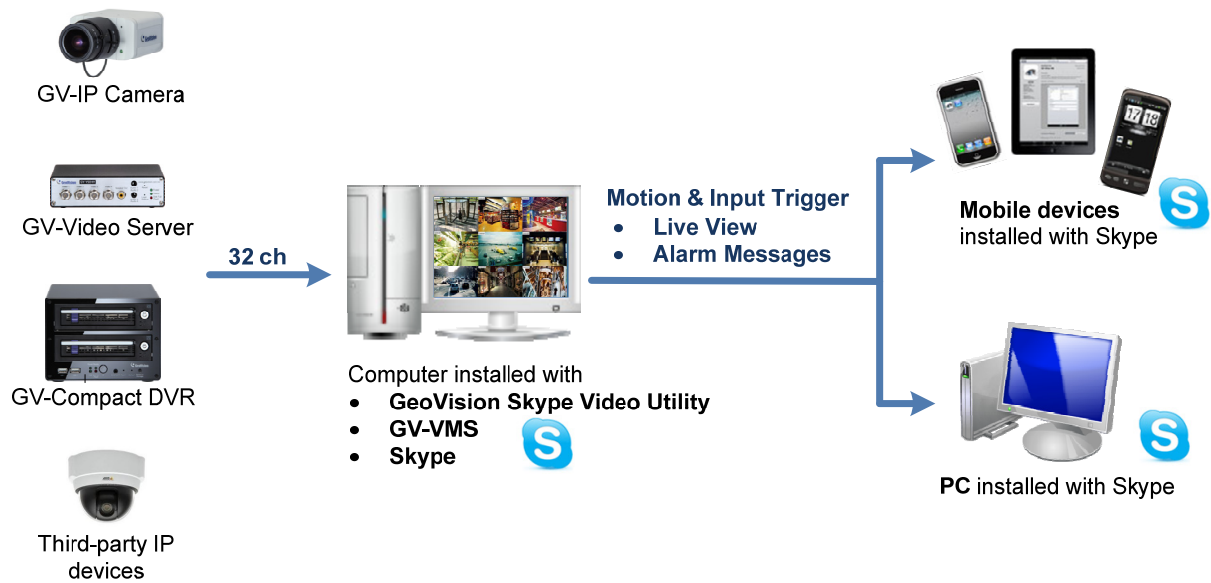 GV-IP Camera
GV-Video Server
GV-Compact DVR
Third-party IP
devices
32 ch
Computer installed with
• GeoVision Skype Video Utility
• GV-VMS
• Skype
S
Motion & Input Trigger
• Live View
• Alarm Messages
17 18
Mobile devices
installed with Skype
S
PC installed with Skype
S